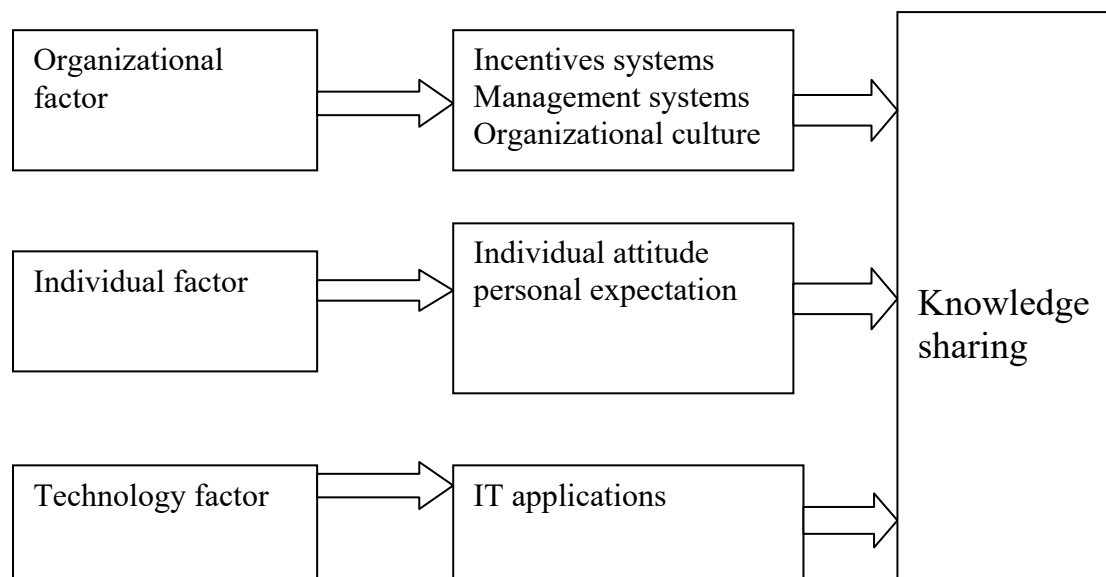 Organizational
factor
Incentives systems
Management systems
Organizational culture
Individual factor
Individual attitude
personal expectation
Knowledge
sharing
Technology factor
IT applications